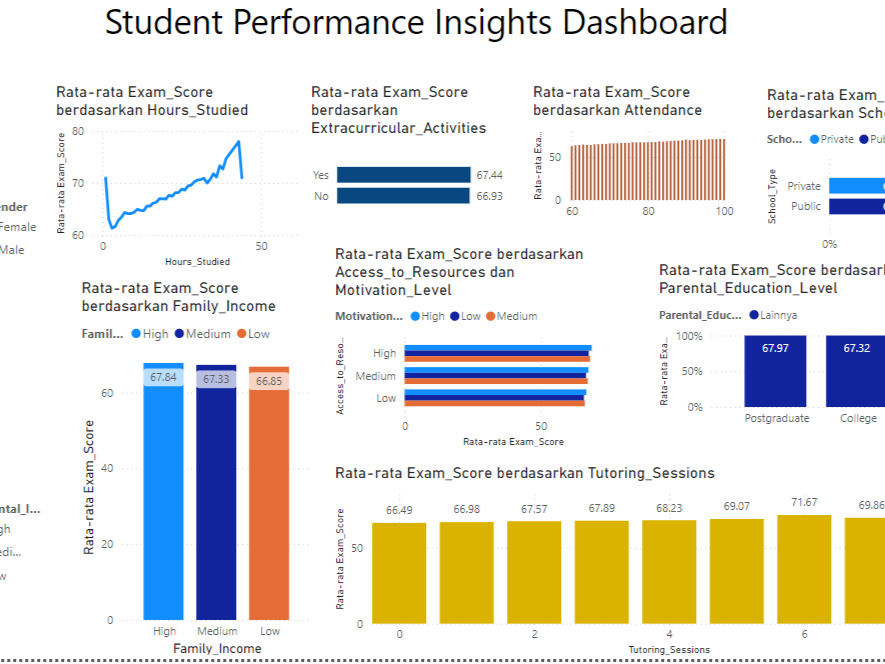 Student Performance Insights Dashboard
Rata-rata Exam_Score
berdasarkan Hours_Studied
80
70
60
Rata-rata Exam_Score
0
50
Hours_Studied
Rata-rata Exam_Score
berdasarkan
Extracurricular_Activities
Yes
67.44
No
66.93
Rata-rata Exam_Score
berdasarkan Attendance
Rata-rata Exa...
50
0
60
80
100
Rata-rata Exam_
berdasarkan Scho
Scho...
Private
Pub
School_Type
Private
Public
0%
ender
Female
Male
Rata-rata Exam_Score
berdasarkan Family_Income
Famil...
High
Medium
Low
Rata-rata Exam_Score
60
40
20
0
67.84
67.33
66.85
High
Medium
Low
Family_Income
Rata-rata Exam_Score berdasarkan
Access_to_Resources dan
Motivation_Level
Motivation...
High
Low
Medium
Access_to_Reso...
High
Medium
Low
0
50
Rata-rata Exam_Score
Rata-rata Exam_Score berdasark
Parental_Education_Level
Parental_Educ...
Lainnya
Rata-rata Exa...
100%
50%
0%
67.97
67.32
Postgraduate
College
ntal_I...
gh
edi...
w
Rata-rata Exam_Score berdasarkan Tutoring_Sessions
Rata-rata Exam_Score
50
0
66.49
66.98
67.57
67.89
68.23
69.07
71.67
69.86
0
2
4
6
Tutoring_Sessions